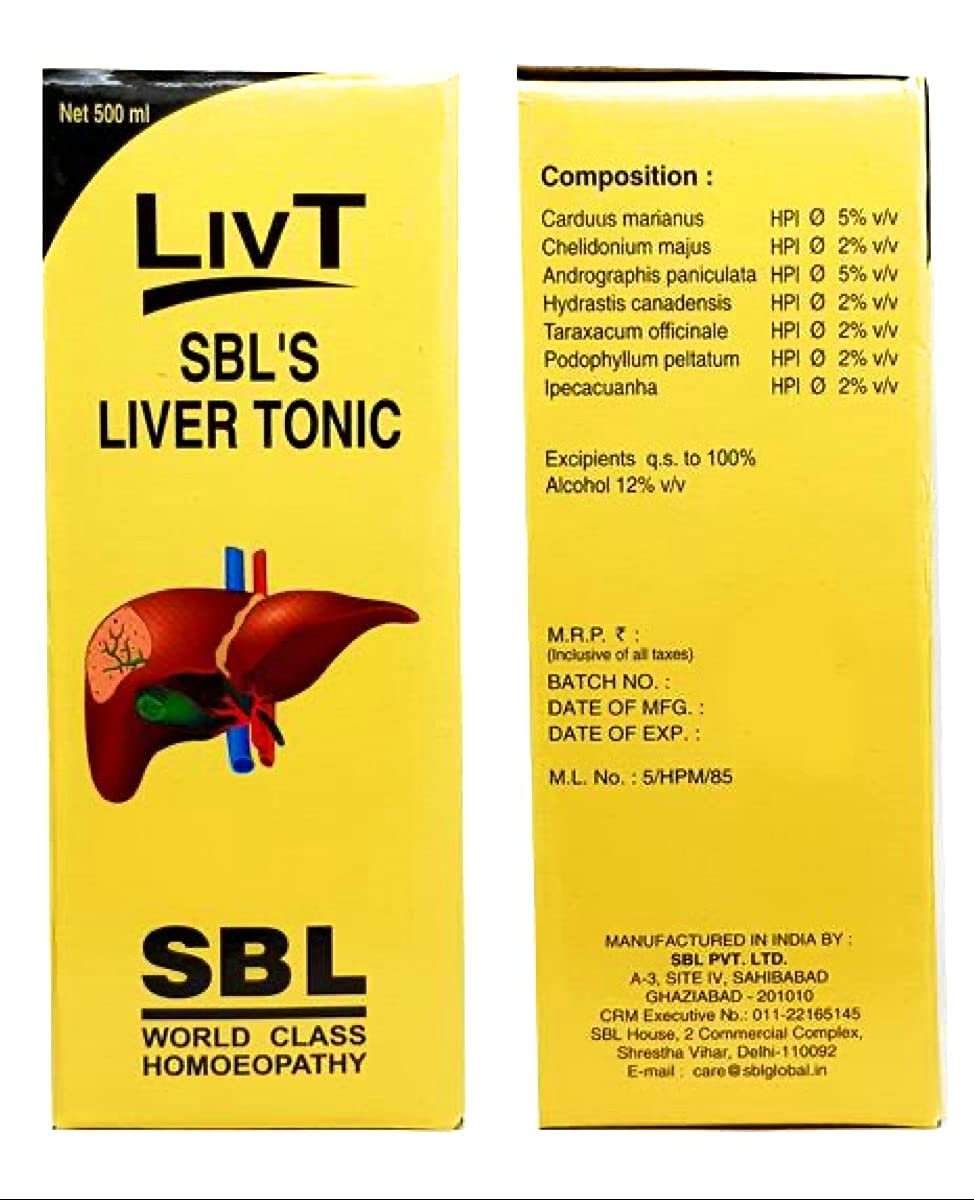 Net 500 ml
LIVT
SBL'S
LIVER TONIC
SBL
WORLD CLASS
HOMOEOPATHY
Composition :
Carduus marianus HPI Ø 5% v/v
Chelidonium majus HPI Ø 2% v/v
Andrographis paniculata HPI Ø 5% v/v
Hydrastis canadensis HPI Ø 2% v/v
Taraxacum officinale HPI Ø 2% v/v
Podophyllum peltatum HPI Ø 2% v/v
Ipecacuanha HPI Ø 2% v/v
Excipients q.s. to 100%
Alcohol 12% v/v
M.R.P. ₹ :
(Inclusive of all taxes)
BATCH NO. :
DATE OF MFG. :
DATE OF EXP. :
M.L. No. : 5/HPM/85
MANUFACTURED IN INDIA BY :
SBL PVT. LTD.
A-3, SITE IV, SAHIBABAD
GHAZIABAD - 201010
CRM Executive No.: 011-22165145
SBL House, 2 Commercial Complex,
Shrestha Vihar, Delhi-110092
E-mail : care@sblglobal.in